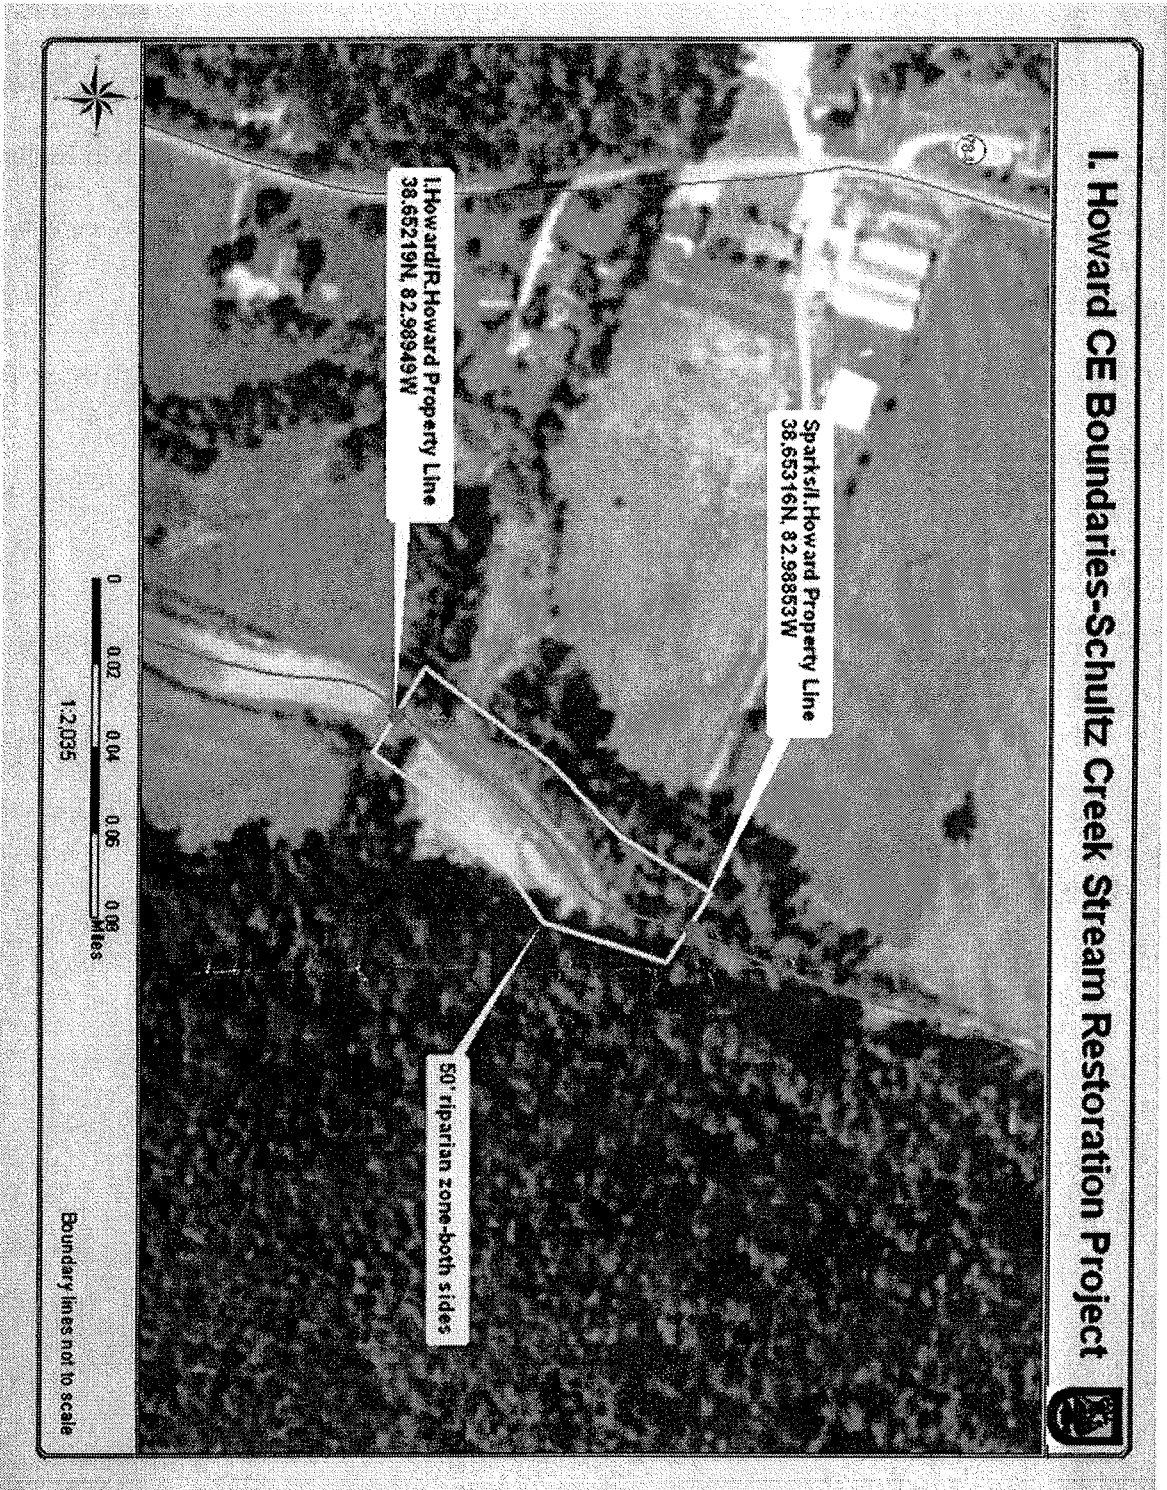 I. Howard CE Boundaries-Schultz Creek Stream Restoration Project
784
Sparks/I.Howard Property Line
38.65316N, 82.98853W
I.Howard/R.Howard Property Line
38.65219N, 82.98949W
50' riparian zone-both sides
0 0.02 0.04 0.06 0.08
Miles
1:2,035
Boundary lines not to scale